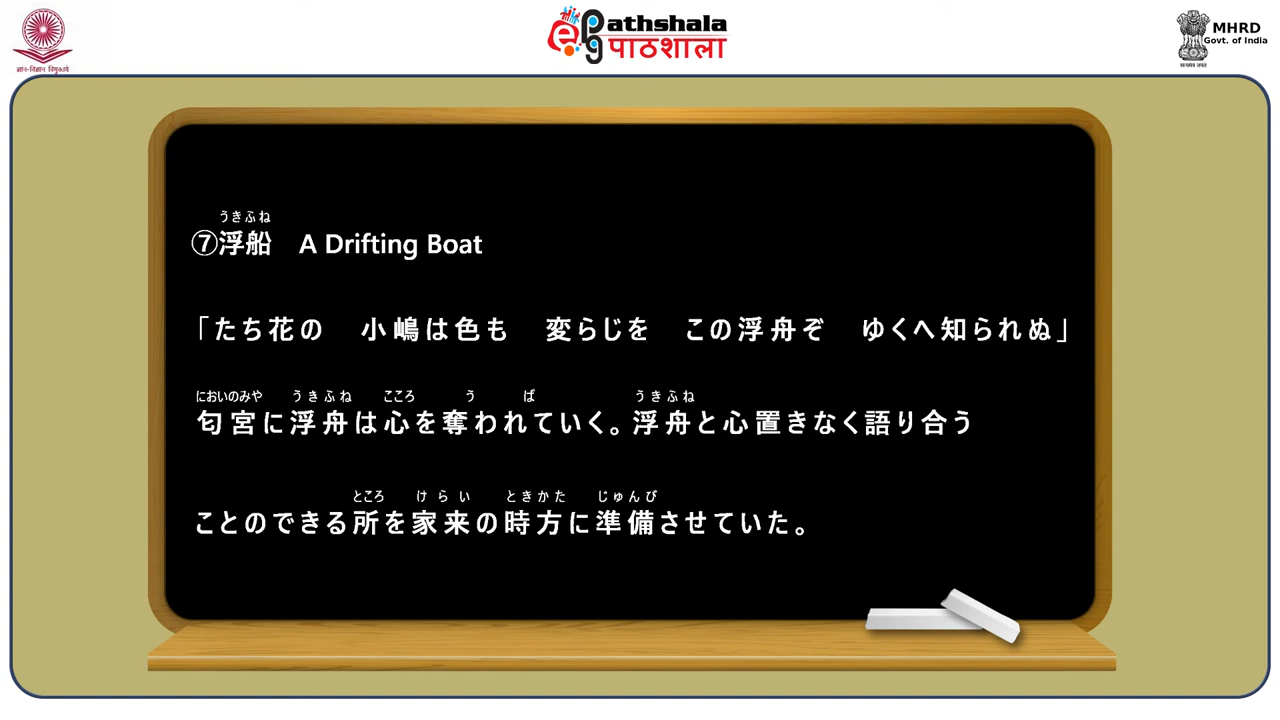 ज्ञान-विज्ञान विमुक्तये
ePathshala
पाठशाला
MHRD
Govt. of India
सत्यमेव जयते
うきふね
⑦浮船　A Drifting Boat
「たち花の　小嶋は色も　変らじを　この浮舟ぞ　ゆくへ知られぬ」
においのみや　うきふね　こころ　う　ば　うきふね
匂宮に浮舟は心を奪われていく。浮舟と心置きなく語り合う
ところ　けらい　ときかた　じゅんび
ことのできる所を家来の時方に準備させていた。